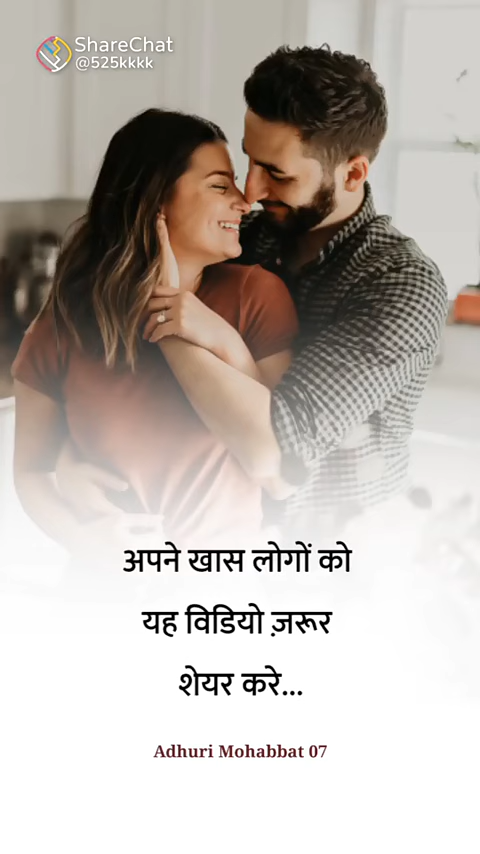 ShareChat
@525kkkk
अपने खास लोगों को
यह विडियो ज़रूर
शेयर करे...
Adhuri Mohabbat 07